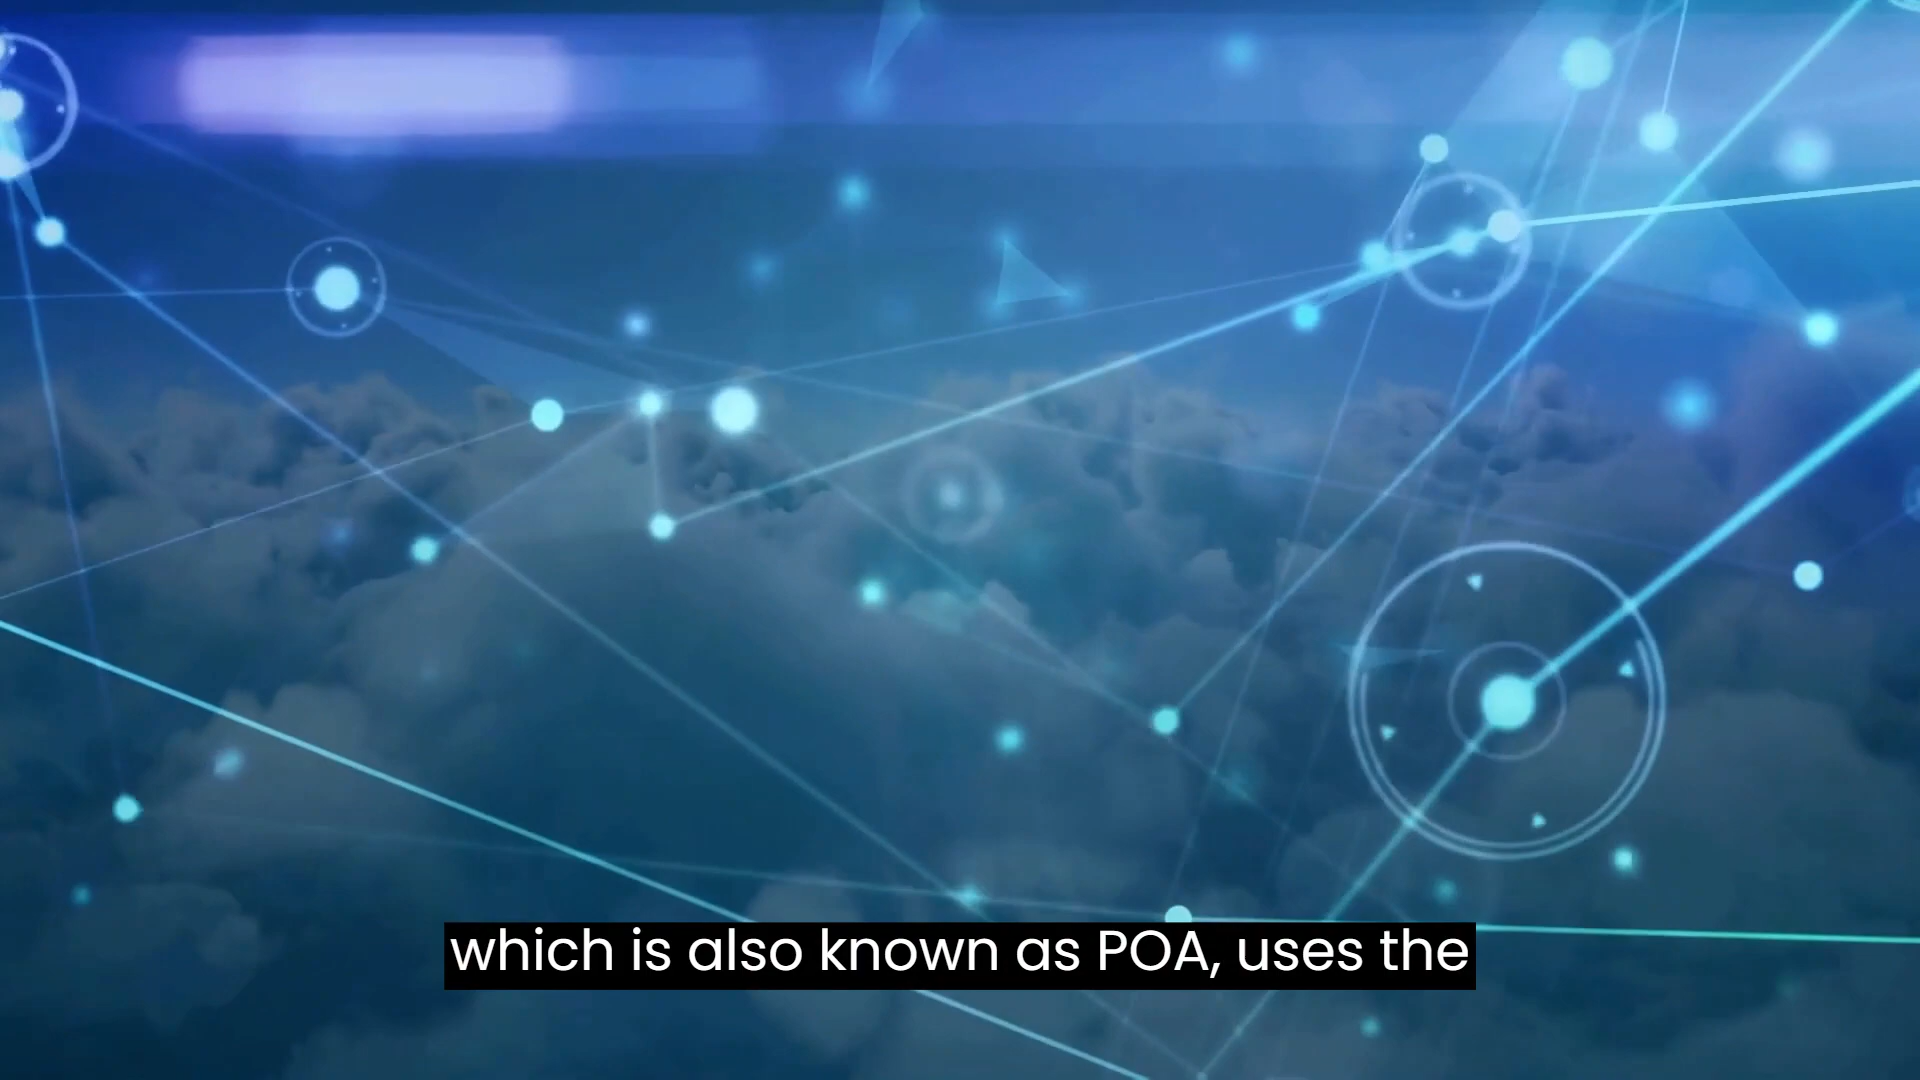 which is also known as POA, uses the